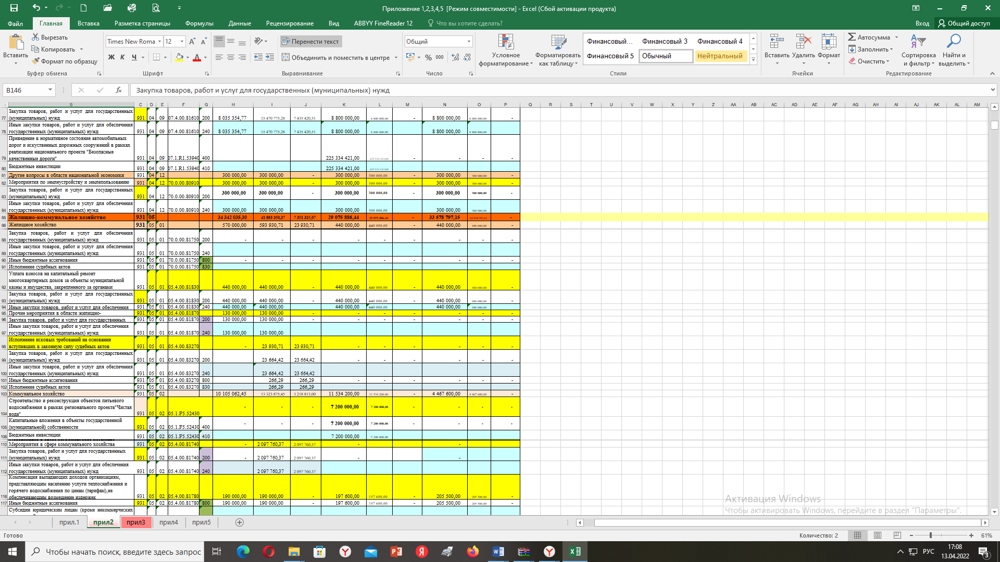 Приложение 1,2,3,4,5 [Режим совместимости] - Excel (Сбой активации продукта)
Файл Главная Вставка Разметка страницы Формулы Данные Рецензирование Вид ABBYY FineReader 12 Что вы хотите сделать? Вход Общий доступ
Вставить Вырезать Копировать Формат по образцу
Times New Roma 12 Ж К Ч
Перенести текст Объединить и поместить в центре
Общий % 000
Условное форматирование Форматировать как таблицу
Финансовый... Финансовый 3 Финансовый 4
Финансовый 5 Обычный Нейтральный
Вставить Удалить Формат
Автосумма Заполнить Очистить Сортировка и фильтр Найти и выделить
Буфер обмена Шрифт Выравнивание Число Стили Ячейки Редактирование
B146 fx Закупка товаров, работ и услуг для государственных (муниципальных) нужд
B C D E F G H I J K L M N O P Q R S T U V W X Y Z AA AB AC AD AE AF AG AH AI AJ AK AL AM
77 Закупка товаров, работ и услуг для государственных (муниципальных) нужд 931 04 09 07.4.00.81610 200 8 035 354,77 15 470 775,28 7 435 420,51 8 800 000,00 8 800 000,00 - 8 800 000,00 8 800 000,00 -
78 Иные закупки товаров, работ и услуг для обеспечения государственных (муниципальных) нужд 931 04 09 07.4.00.81610 240 8 035 354,77 15 470 775,28 7 435 420,51 8 800 000,00 8 800 000,00 8 800 000,00 8 800 000,00
79 Приведение в нормативное состояние автомобильных дорог и искуственных дорожных сооружений в рамках реализации национального проекта "Безопасные качественные дороги" 931 04 09 07.1.R1.53940 400 225 334 421,00 225 334 421,00 - - - -
80 Бюджетные инвестиции 931 04 09 07.1.R1.53940 410 225 334 421,00 225 334 421,00
81 Другие вопросы в области национальной экономики 931 04 12 300 000,00 300 000,00 - 300 000,00 300 000,00 - 300 000,00 300 000,00 -
82 Мероприятия по землеустройству и землепользованию 931 04 12 70.0.00.80910 300 000,00 300 000,00 - 300 000,00 300 000,00 - 300 000,00 300 000,00 -
83 Закупка товаров, работ и услуг для государственных (муниципальных) нужд 931 04 12 70.0.00.80910 200 300 000,00 300 000,00 - 300 000,00 300 000,00 - 300 000,00 300 000,00 -
84 Иные закупки товаров, работ и услуг для обеспечения государственных (муниципальных) нужд 931 04 12 70.0.00.80910 240 300 000,00 300 000,00 300 000,00 300 000,00 300 000,00 300 000,00
85 Жилищно-коммунальное хозяйство 931 05 34 342 035,30 41 693 350,37 7 351 315,07 29 075 886,44 29 075 886,44 - 33 578 797,15 33 578 797,15 -
86 Жилищное хозяйство 931 05 01 570 000,00 593 930,71 23 930,71 440 000,00 440 000,00 - 440 000,00 440 000,00 -
88 Закупка товаров, работ и услуг для обеспечения государственных (муниципальных) нужд 931 05 01 70.0.00.81750 200 - - - - - - - - -
89 Иные закупки товаров, работ и услуг для обеспечения государственных (муниципальных) нужд 931 05 01 70.0.00.81750 240
90 Иные бюджетные ассигнования 931 05 01 70.0.00.81750 800 - - - - - - - - -
91 Исполнение судебных актов 931 05 01 70.0.00.81750 830
92 Уплата взносов на капитальный ремонт многоквартирных домов за объекты муниципальной казны и имущества, закрепленного за органами 931 05 01 05.4.00.81830 440 000,00 440 000,00 - 440 000,00 440 000,00 - 440 000,00 440 000,00 -
93 Закупка товаров, работ и услуг для государственных (муниципальных) нужд 931 05 01 05.4.00.81830 200 440 000,00 440 000,00 - 440 000,00 440 000,00 - 440 000,00 440 000,00 -
94 Иные закупки товаров, работ и услуг для обеспечения 931 05 01 05.4.00.81830 240 440 000,00 440 000,00 440 000,00 440 000,00 440 000,00 440 000,00
95 Прочие мероприятия в области жилищно- 931 05 01 05.4.00.81870 130 000,00 130 000,00 - - - - - - -
96 Закупка товаров, работ и услуг для государственных 931 05 01 05.4.00.81870 200 130 000,00 130 000,00 - - - - - - -
97 Иные закупки товаров, работ и услуг для обеспечения государственных (муниципальных) нужд 931 05 01 05.4.00.81870 240 130 000,00 130 000,00
98 Исполнение исковых требований на основании вступивших в законную силу судебных актов 931 05 01 05.4.00.83270 - 23 930,71 23 930,71 - - - - - -
99 Закупка товаров, работ и услуг для государственных (муниципальных) нужд 931 05 01 05.4.00.83270 200 23 664,42 23 664,42 - - - - - -
100 Иные закупки товаров, работ и услуг для обеспечения государственных (муниципальных) нужд 931 05 01 05.4.00.83270 240 23 664,42 23 664,42
101 Иные бюджетные ассигнования 931 05 01 05.4.00.83270 800 266,29 266,29 - - - - - -
102 Исполнение судебных актов 931 05 01 05.4.00.83270 830 266,29 266,29
103 Коммунальное хозяйство 931 05 02 10 105 062,45 13 323 875,45 3 218 813,00 11 534 200,00 11 534 200,00 - 4 467 600,00 4 467 600,00 -
104 Строительство и реконструкция объектов питьевого водоснабжения в рамках регионального проекта"Чистая вода" 931 05 02 05.1.F5.52430 - - - 7 200 000,00 7 200 000,00 - - - -
105 Капитальные вложения в объекты государственной (муниципальной) собственности 931 05 02 05.1.F5.52430 400 - - - 7 200 000,00 7 200 000,00 - - - -
106 Бюджетные инвестиции 931 05 02 05.1.F5.52430 410 7 200 000,00 7 200 000,00
110 Мероприятия в сфере коммунального хозяйства 931 05 02 05.4.00.81740 - 2 097 760,37 2 097 760,37 - -
111 Закупка товаров, работ и услуг для государственных (муниципальных) нужд 931 05 02 05.4.00.81740 200 - 2 097 760,37 2 097 760,37 - -
112 Иные закупки товаров, работ и услуг для обеспечения государственных (муниципальных) нужд 931 05 02 05.4.00.81740 240 2 097 760,37 2 097 760,37
116 Компенсация выпадающих доходов организациям, представляющим населению услуги теплоснабжения и горячего водоснабжения по ценам (тарифам),не обеспечивающим возмещение издержек 931 05 02 05.4.00.81780 190 000,00 190 000,00 - 197 600,00 197 600,00 - 205 500,00 205 500,00 -
117 Иные бюджетные ассигнования 931 05 02 05.4.00.81780 800 190 000,00 190 000,00 - 197 600,00 197 600,00 - 205 500,00 205 500,00 -
Субсидии юридическим лицам (кроме некоммерческих
Активация Windows
Чтобы активировать Windows, перейдите в раздел "Параметры".
прил.1 прил2 прил3 прил4 прил5
Готово Количество: 2 61%
Чтобы начать поиск, введите здесь запрос РУС 17:08 13.04.2022 3